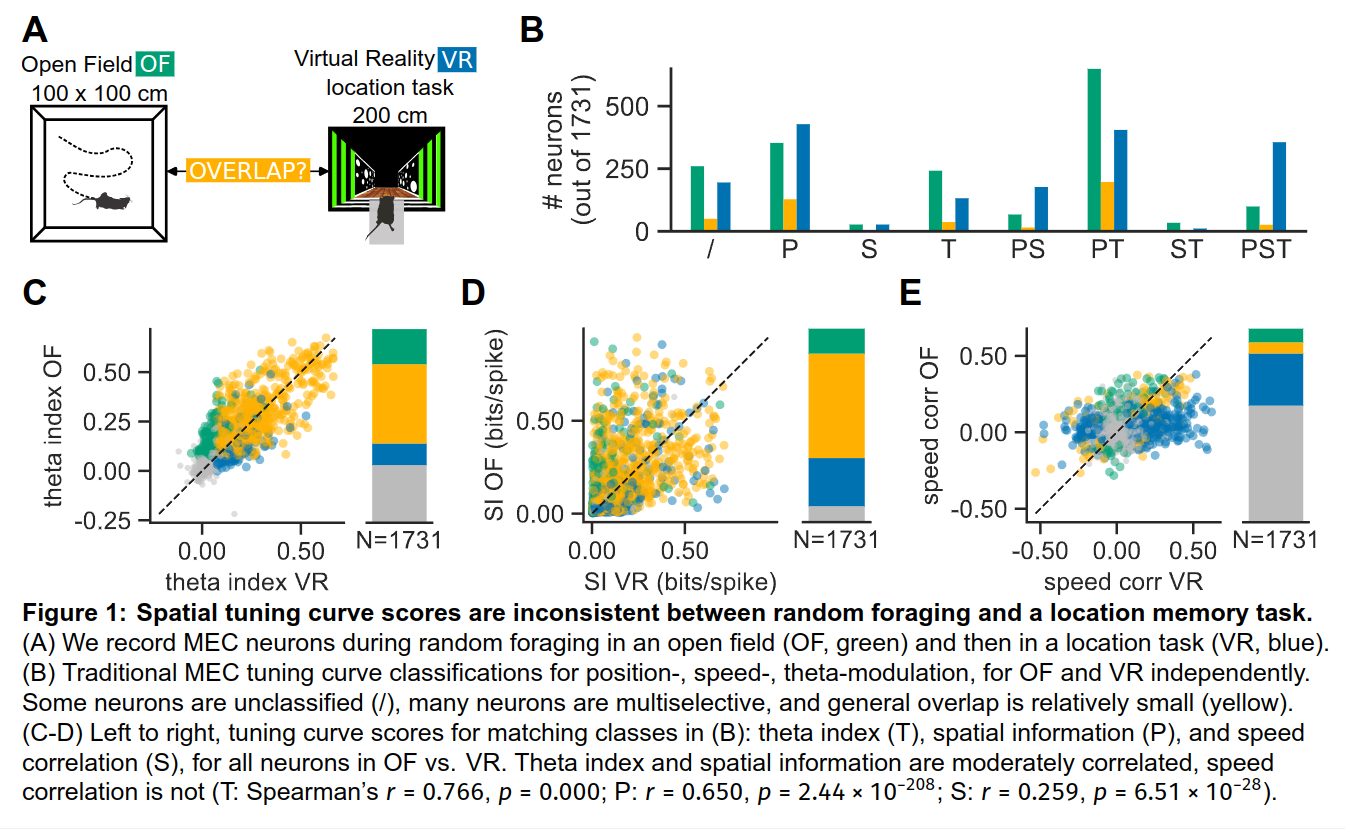 A
Open Field OF
100 x 100 cm
OVERLAP?
Virtual Reality VR
location task
200 cm
B
# neurons
(out of 1731)
500
250
0
/ P S T PS PT ST PST
C
theta index OF
0.50
0.25
0.00
-0.25
0.00 0.50
theta index VR
N=1731
D
SI OF (bits/spike)
0.50
0.00
0.00 0.50
SI VR (bits/spike)
N=1731
E
speed corr OF
0.50
0.00
-0.50
-0.50 0.00 0.50
speed corr VR
N=1731
Figure 1: Spatial tuning curve scores are inconsistent between random foraging and a location memory task.
(A) We record MEC neurons during random foraging in an open field (OF, green) and then in a location task (VR, blue).
(B) Traditional MEC tuning curve classifications for position-, speed-, theta-modulation, for OF and VR independently.
Some neurons are unclassified (/), many neurons are multiselective, and general overlap is relatively small (yellow).
(C-D) Left to right, tuning curve scores for matching classes in (B): theta index (T), spatial information (P), and speed
correlation (S), for all neurons in OF vs. VR. Theta index and spatial information are moderately correlated, speed
correlation is not (T: Spearman's r = 0.766, p = 0.000; P: r = 0.650, p = 2.44 × 10⁻²⁰⁸; S: r = 0.259, p = 6.51 × 10⁻²⁸).